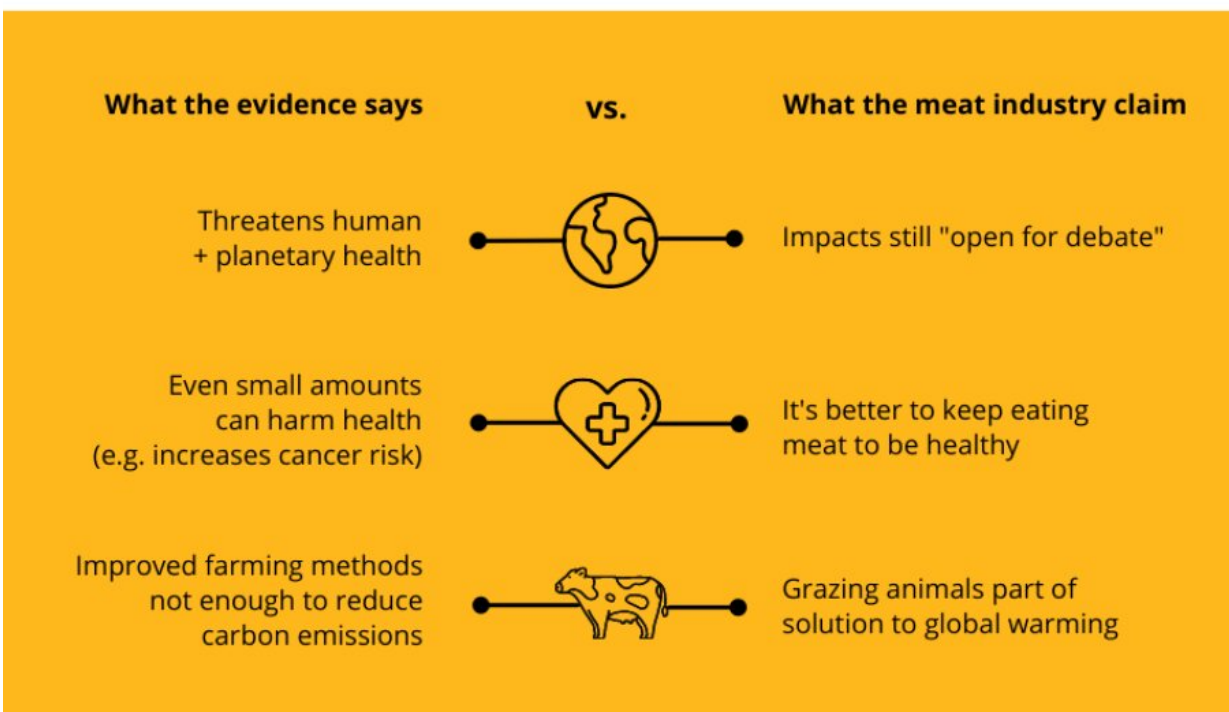 What the evidence says
vs.
What the meat industry claim
Threatens human
+ planetary health
Impacts still "open for debate"
Even small amounts
can harm health
(e.g. increases cancer risk)
It's better to keep eating
meat to be healthy
Improved farming methods
not enough to reduce
carbon emissions
Grazing animals part of
solution to global warming